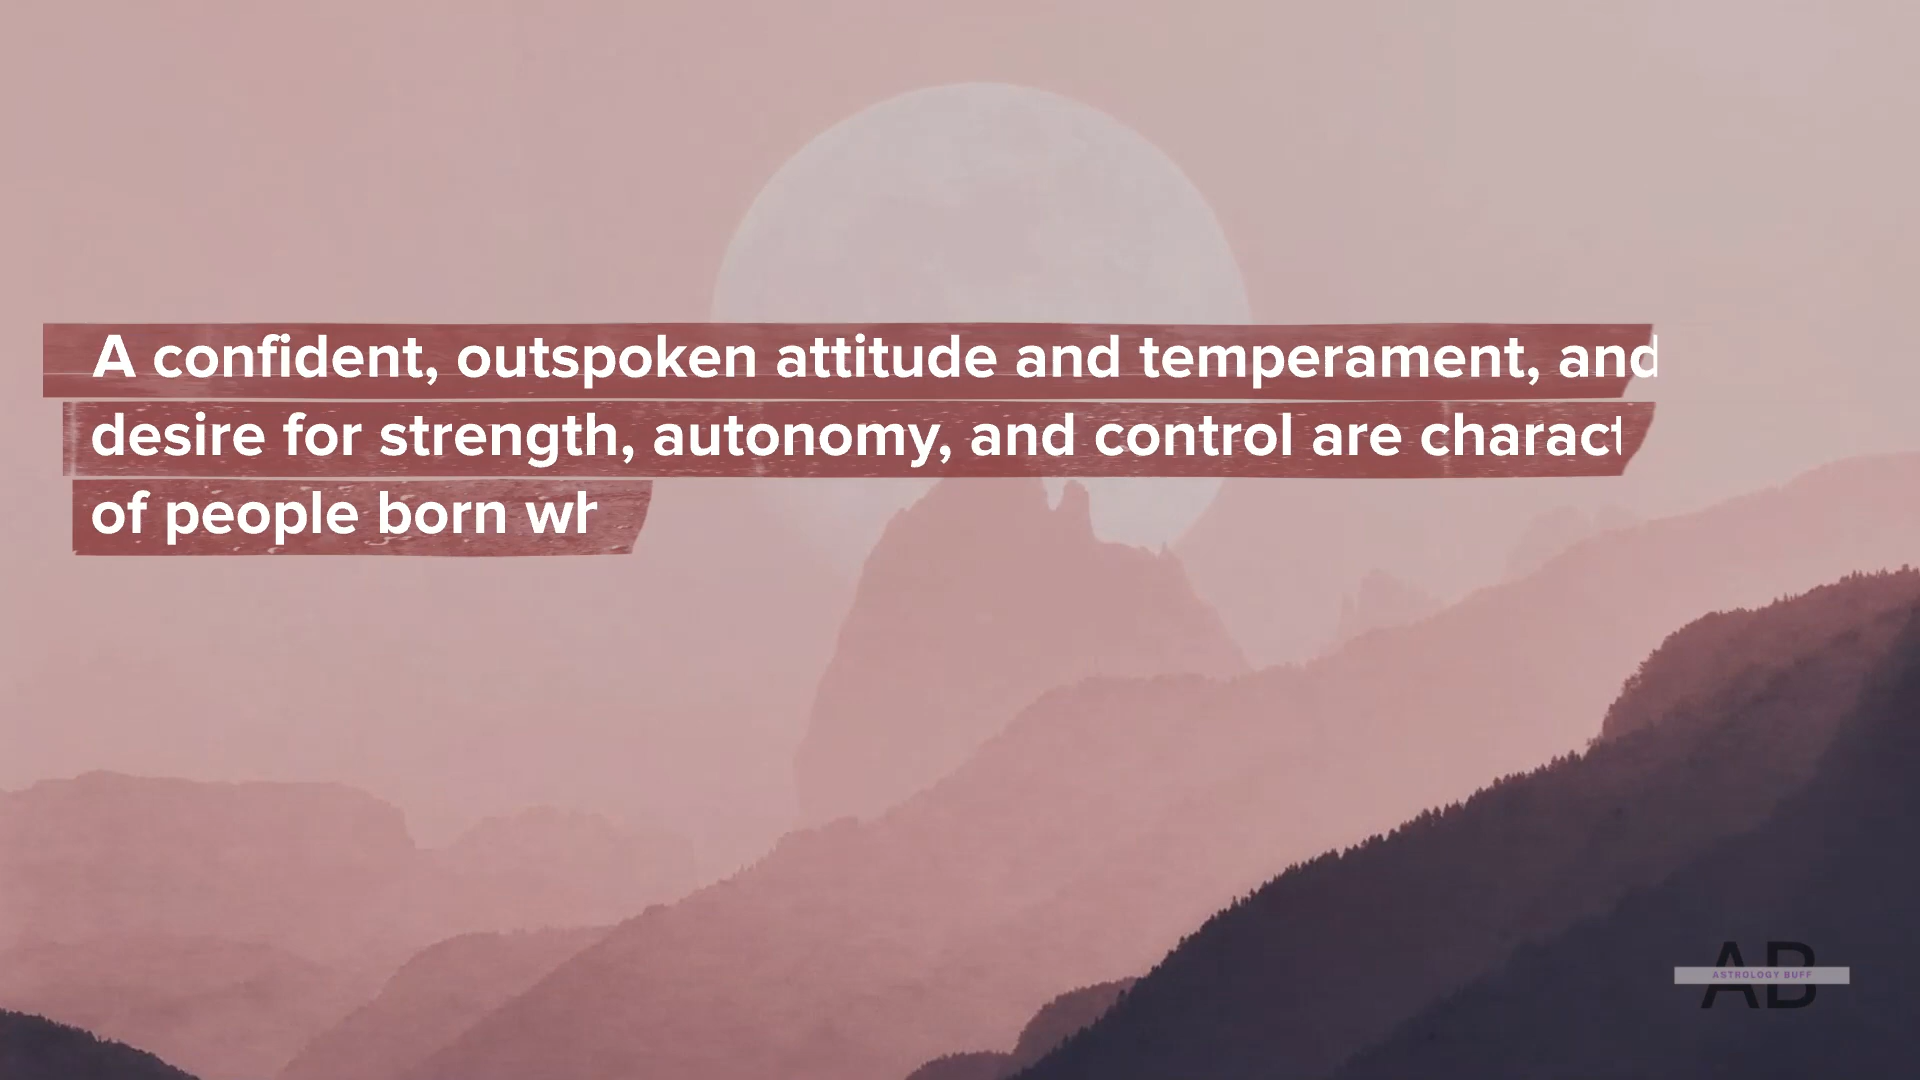 A confident, outspoken attitude and temperament, and
desire for strength, autonomy, and control are charact
of people born wh
AB
ASTROLOGY BUFF